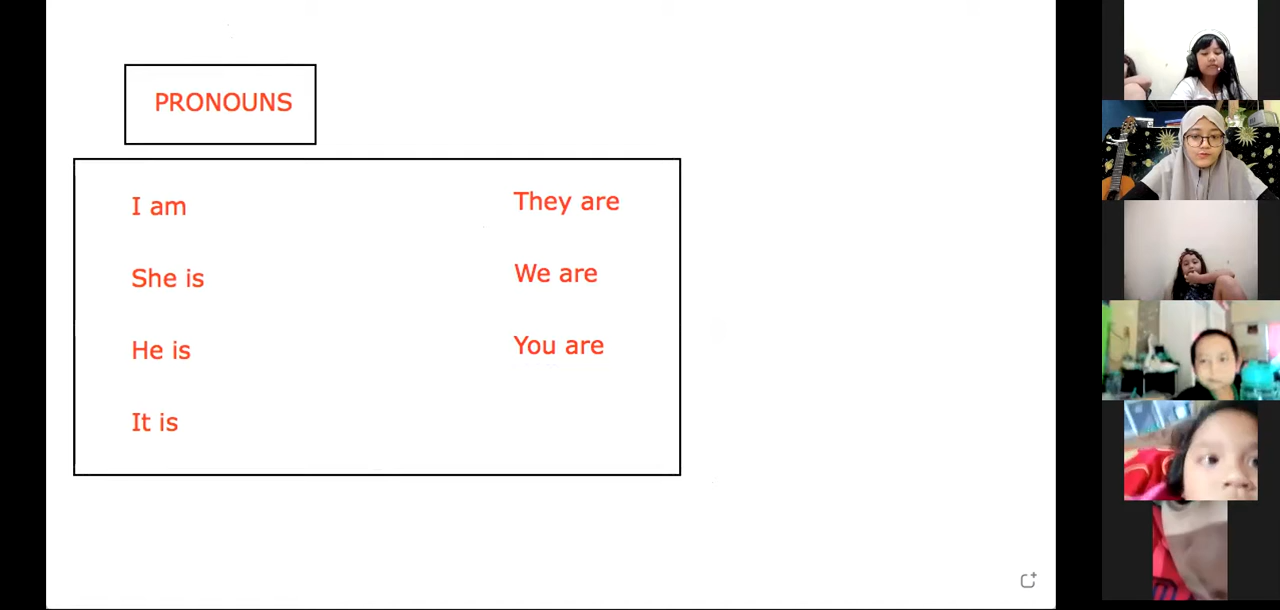 PRONOUNS
I am
She is
He is
It is
They are
We are
You are